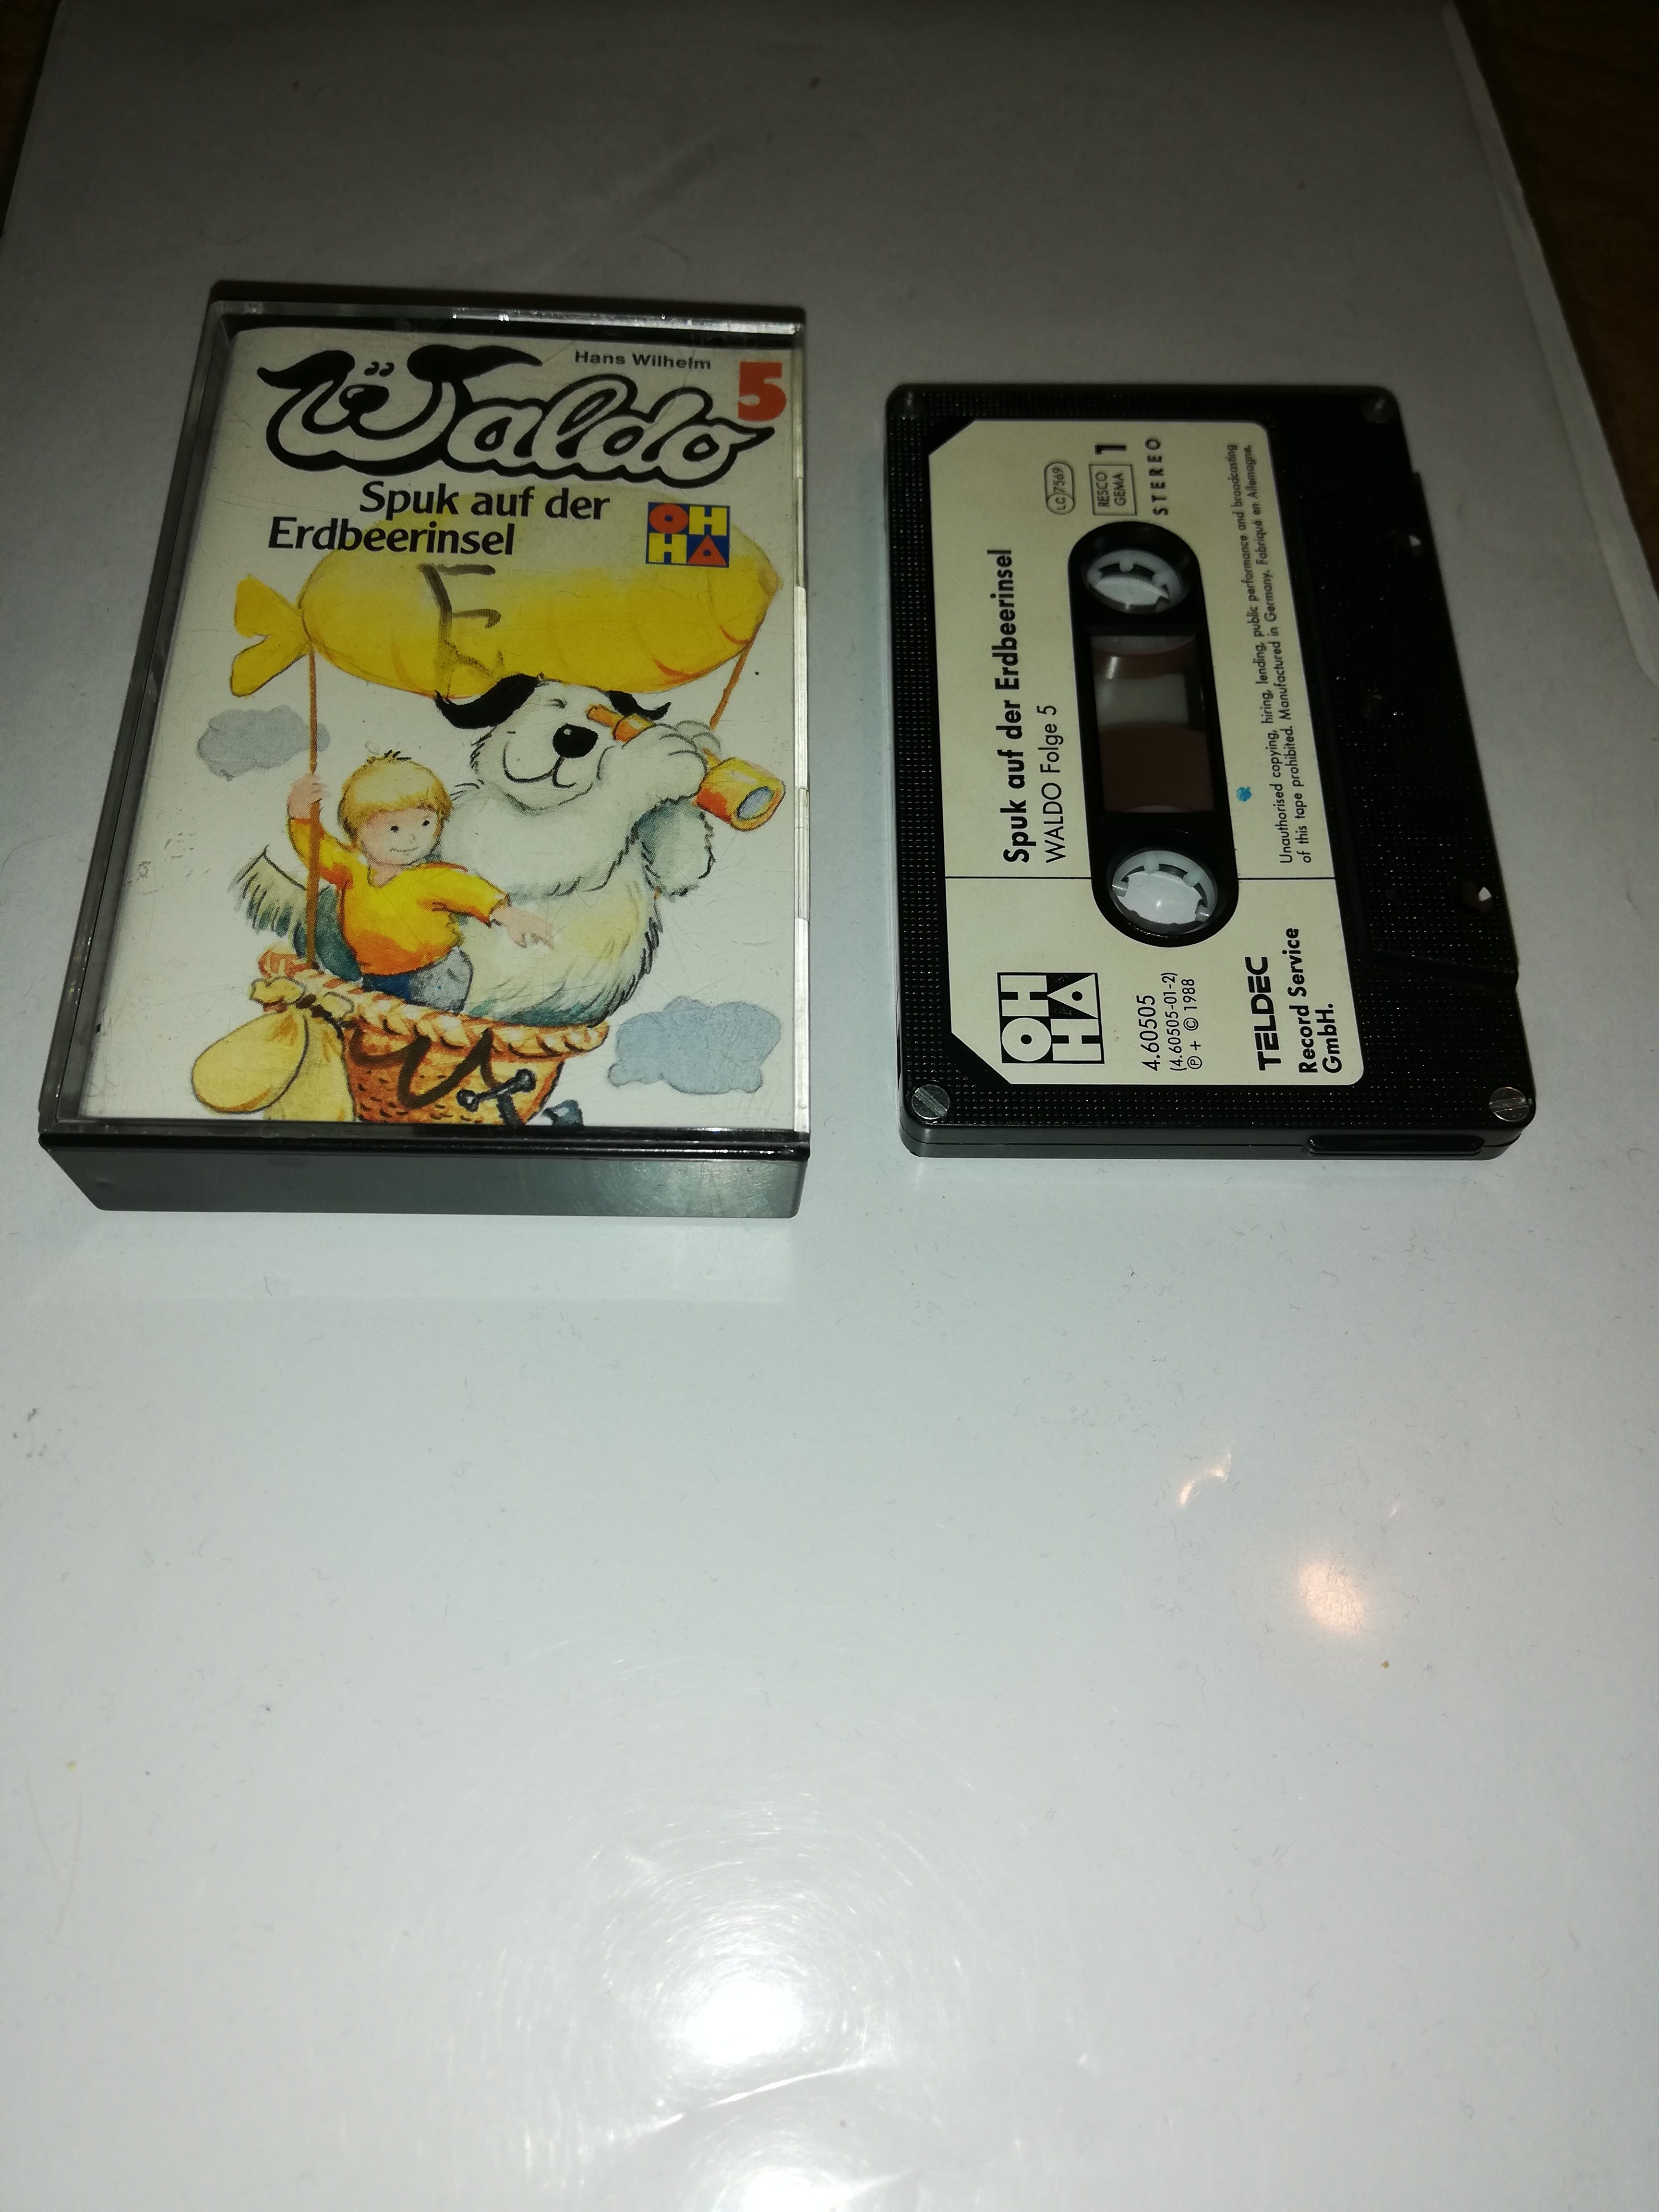 Hans Wilhelm
Waldo
5
Spuk auf der
Erdbeerinsel
OH
HA
E
Spuk auf der Erdbeerinsel
WALDO Folge 5
LC 7569
RESCO
GEMA
1
STEREO
Unauthorised copying, hiring, lending, public performance and broadcasting
of this tape prohibited. Manufactured in Germany. Fabriqué en Allemagne.
OH
HA
4.60505
(4.60505-01-2)
℗ + © 1988
TELDEC
Record Service
GmbH.